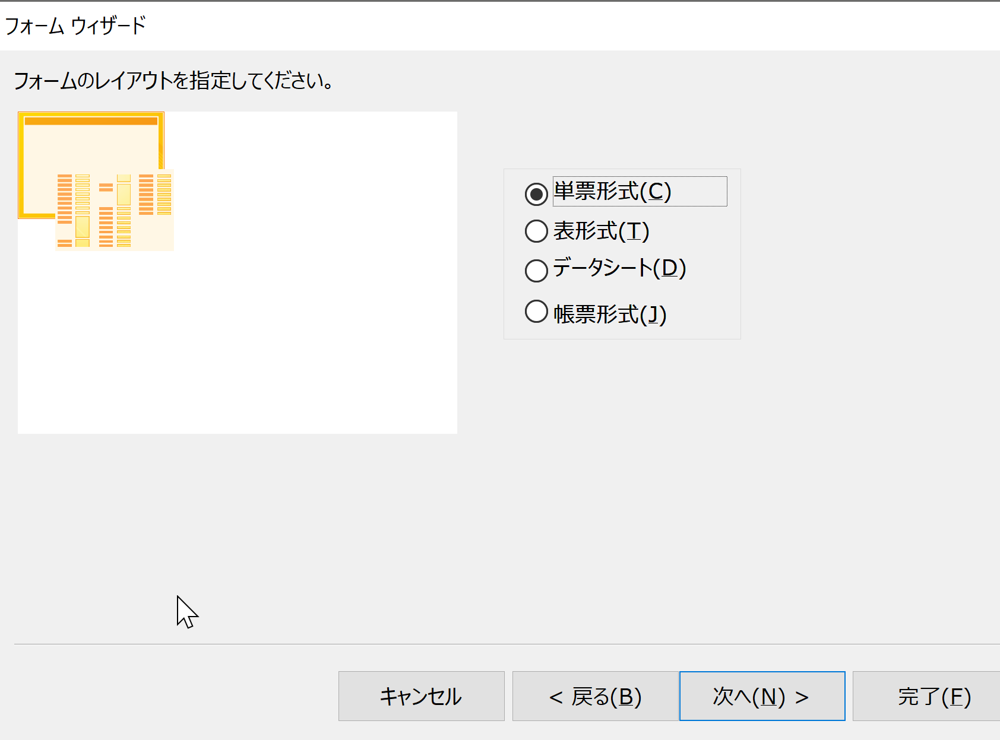 フォーム ウィザード
フォームのレイアウトを指定してください。
単票形式(C)
表形式(T)
データシート(D)
帳票形式(J)
キャンセル
< 戻る(B)
次へ(N) >
完了(F)